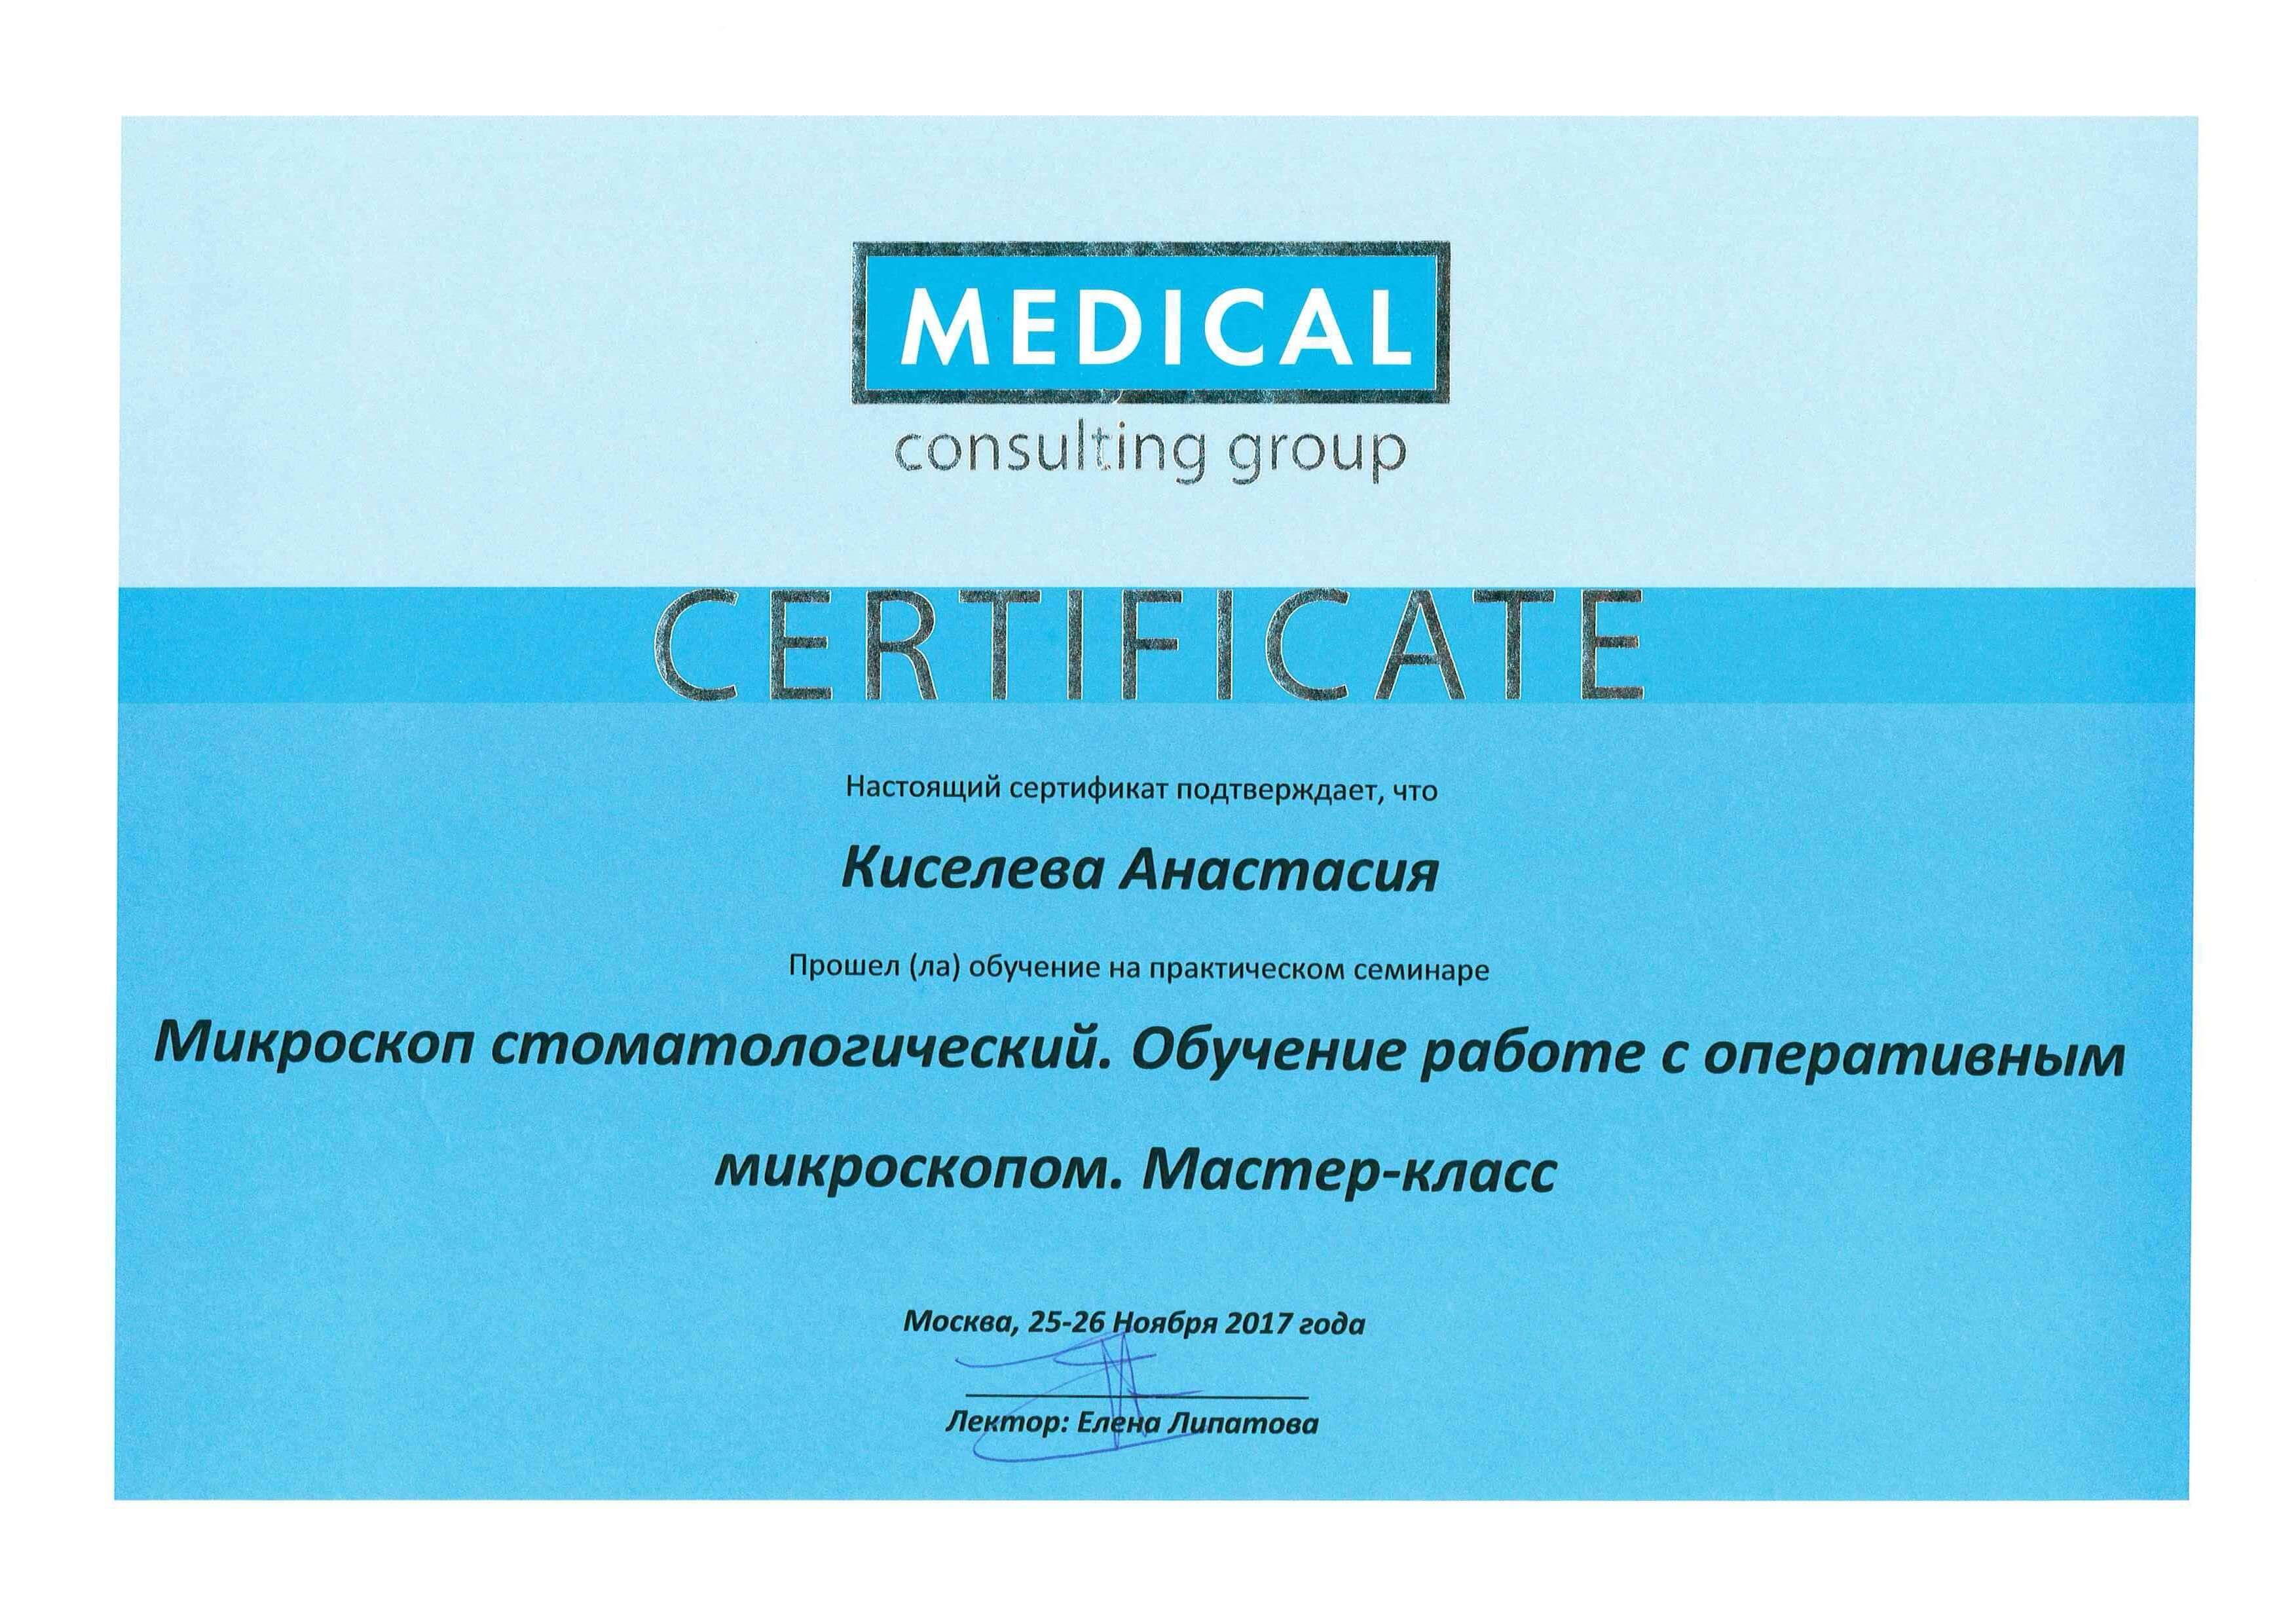 MEDICAL
consulting group
CERTIFICATE
Настоящий сертификат подтверждает, что
Киселева Анастасия
Прошел (ла) обучение на практическом семинаре
Микроскоп стоматологический. Обучение работе с оперативным
микроскопом. Мастер-класс
Москва, 25-26 Ноября 2017 года
Лектор: Елена Липатова